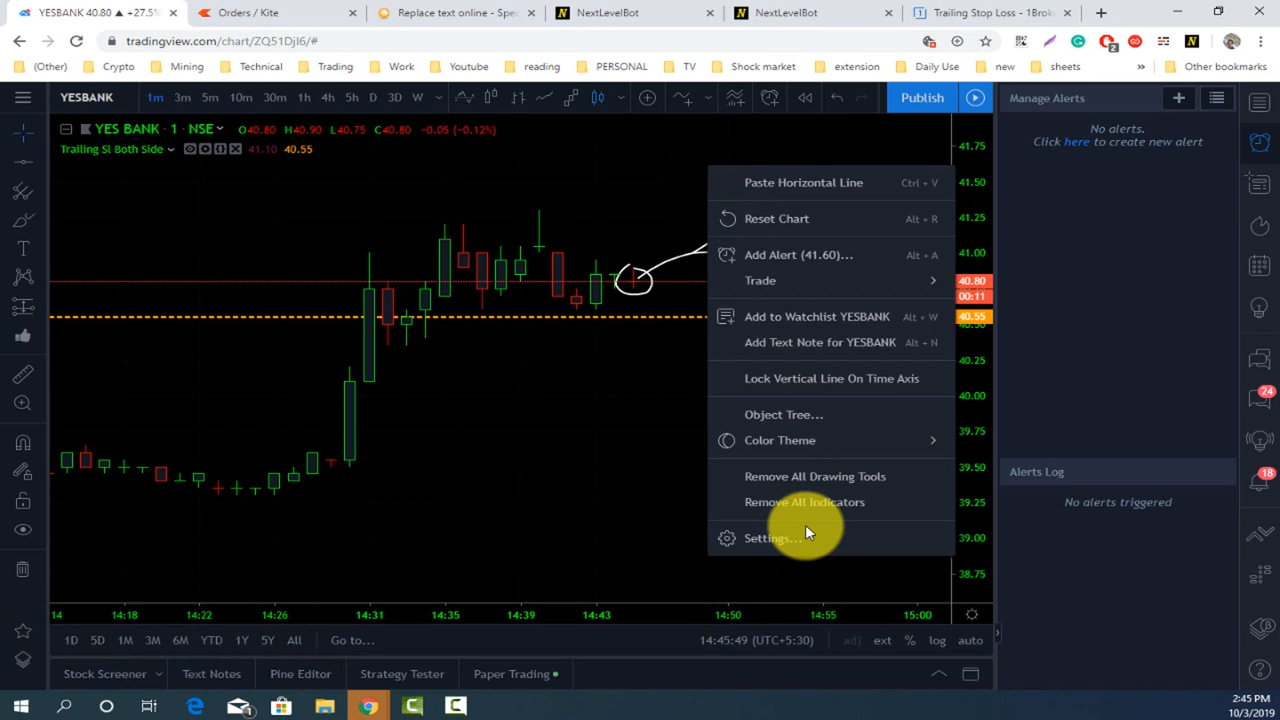 YESBANK 40.80 ▲ +27.5%
Orders / Kite
Replace text online - Spe
NextLevelBot
NextLevelBot
Trailing Stop Loss - 1Brok
tradingview.com/chart/ZQ51DjI6/#
(Other)
Crypto
Mining
Technical
Trading
Work
Youtube
reading
PERSONAL
TV
Shock market
extension
Daily Use
new
sheets
»
Other bookmarks
YESBANK
1m
3m
5m
10m
30m
1h
4h
5h
D
3D
W
Publish
Manage Alerts
YES BANK · 1 · NSE
O40.80 H40.90 L40.75 C40.80 -0.05 (-0.12%)
Trailing Sl Both Side
41.10 40.55
No alerts.
Click here to create new alert
Paste Horizontal Line Ctrl + V
Reset Chart Alt + R
Add Alert (41.60)... Alt + A
Trade
Add to Watchlist YESBANK Alt + W
Add Text Note for YESBANK Alt + N
Lock Vertical Line On Time Axis
Object Tree...
Color Theme
Remove All Drawing Tools
Remove All Indicators
Settings...
41.75
41.50
41.25
41.00
40.80
00:11
40.55
40.50
40.25
40.00
39.75
39.50
39.25
39.00
38.75
Alerts Log
No alerts triggered
2
24
18
14
14:18
14:22
14:26
14:31
14:35
14:39
14:43
14:50
14:55
15:00
1D
5D
1M
3M
6M
YTD
1Y
5Y
All
Go to...
14:45:49 (UTC+5:30)
adj
ext
%
log
auto
Stock Screener
Text Notes
Pine Editor
Strategy Tester
Paper Trading
1
2:45 PM
10/3/2019